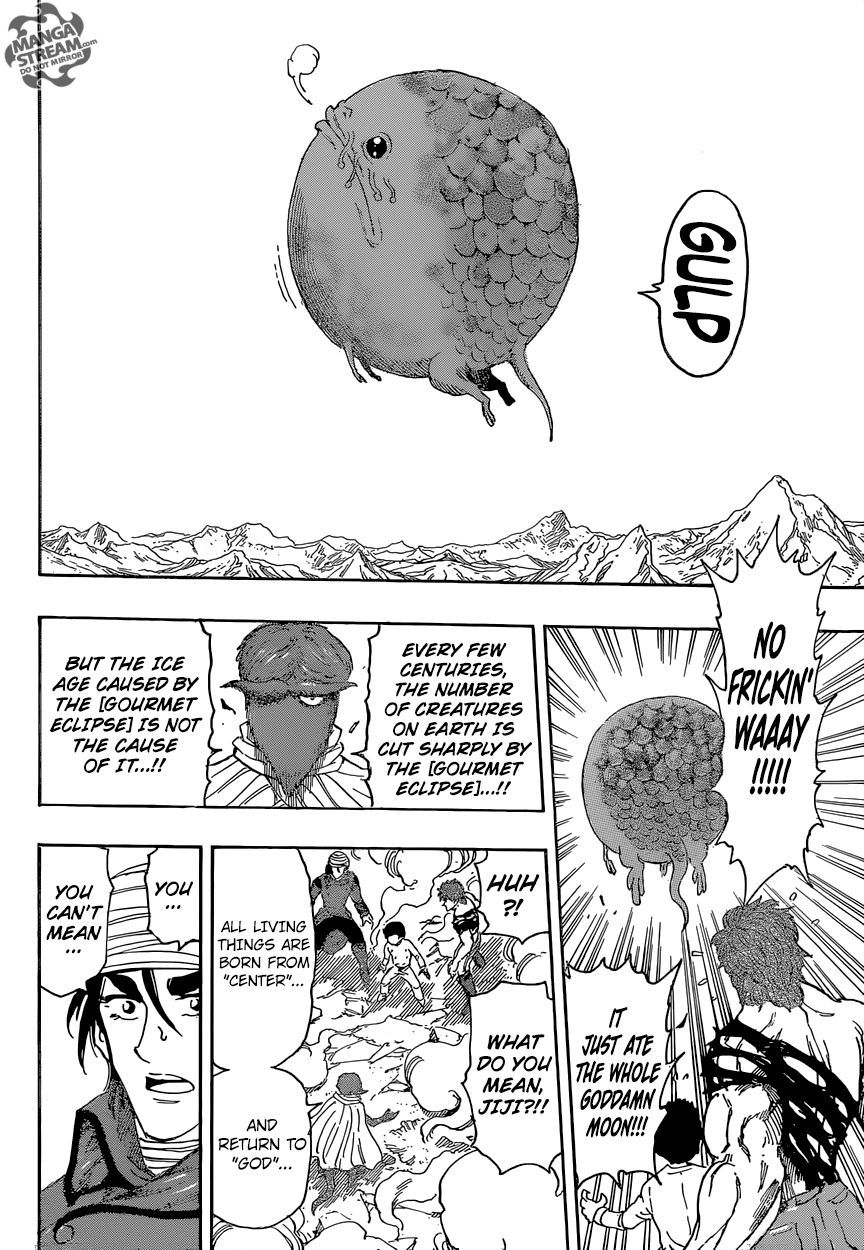 MANGA
STREAM.com
DO NOT MIRROR
GULP
NO
FRICKIN'
WAAAY
!!!!!
IT
JUST ATE
THE WHOLE
GODDAMN
MOON!!!
EVERY FEW
CENTURIES,
THE NUMBER
OF CREATURES
ON EARTH IS
CUT SHARPLY BY
THE [GOURMET
ECLIPSE]...!!
BUT THE ICE
AGE CAUSED BY
THE [GOURMET
ECLIPSE] IS NOT
THE CAUSE
OF IT...!!
HUH
?!
WHAT
DO YOU
MEAN,
JIJI?!!
ALL LIVING
THINGS ARE
BORN FROM
"CENTER"...
AND
RETURN TO
"GOD"...
YOU
...
YOU
CAN'T
MEAN
...